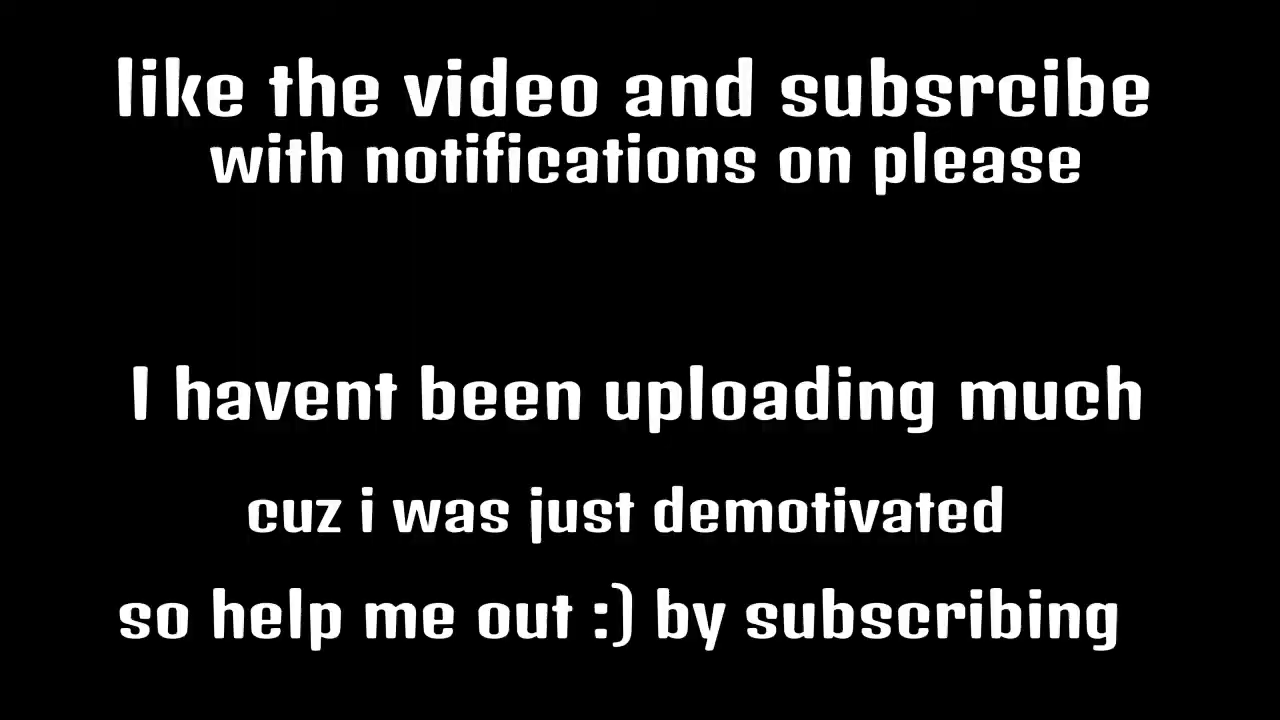 like the video and subsrcibe
with notifications on please
I havent been uploading much
cuz i was just demotivated
so help me out :) by subscribing